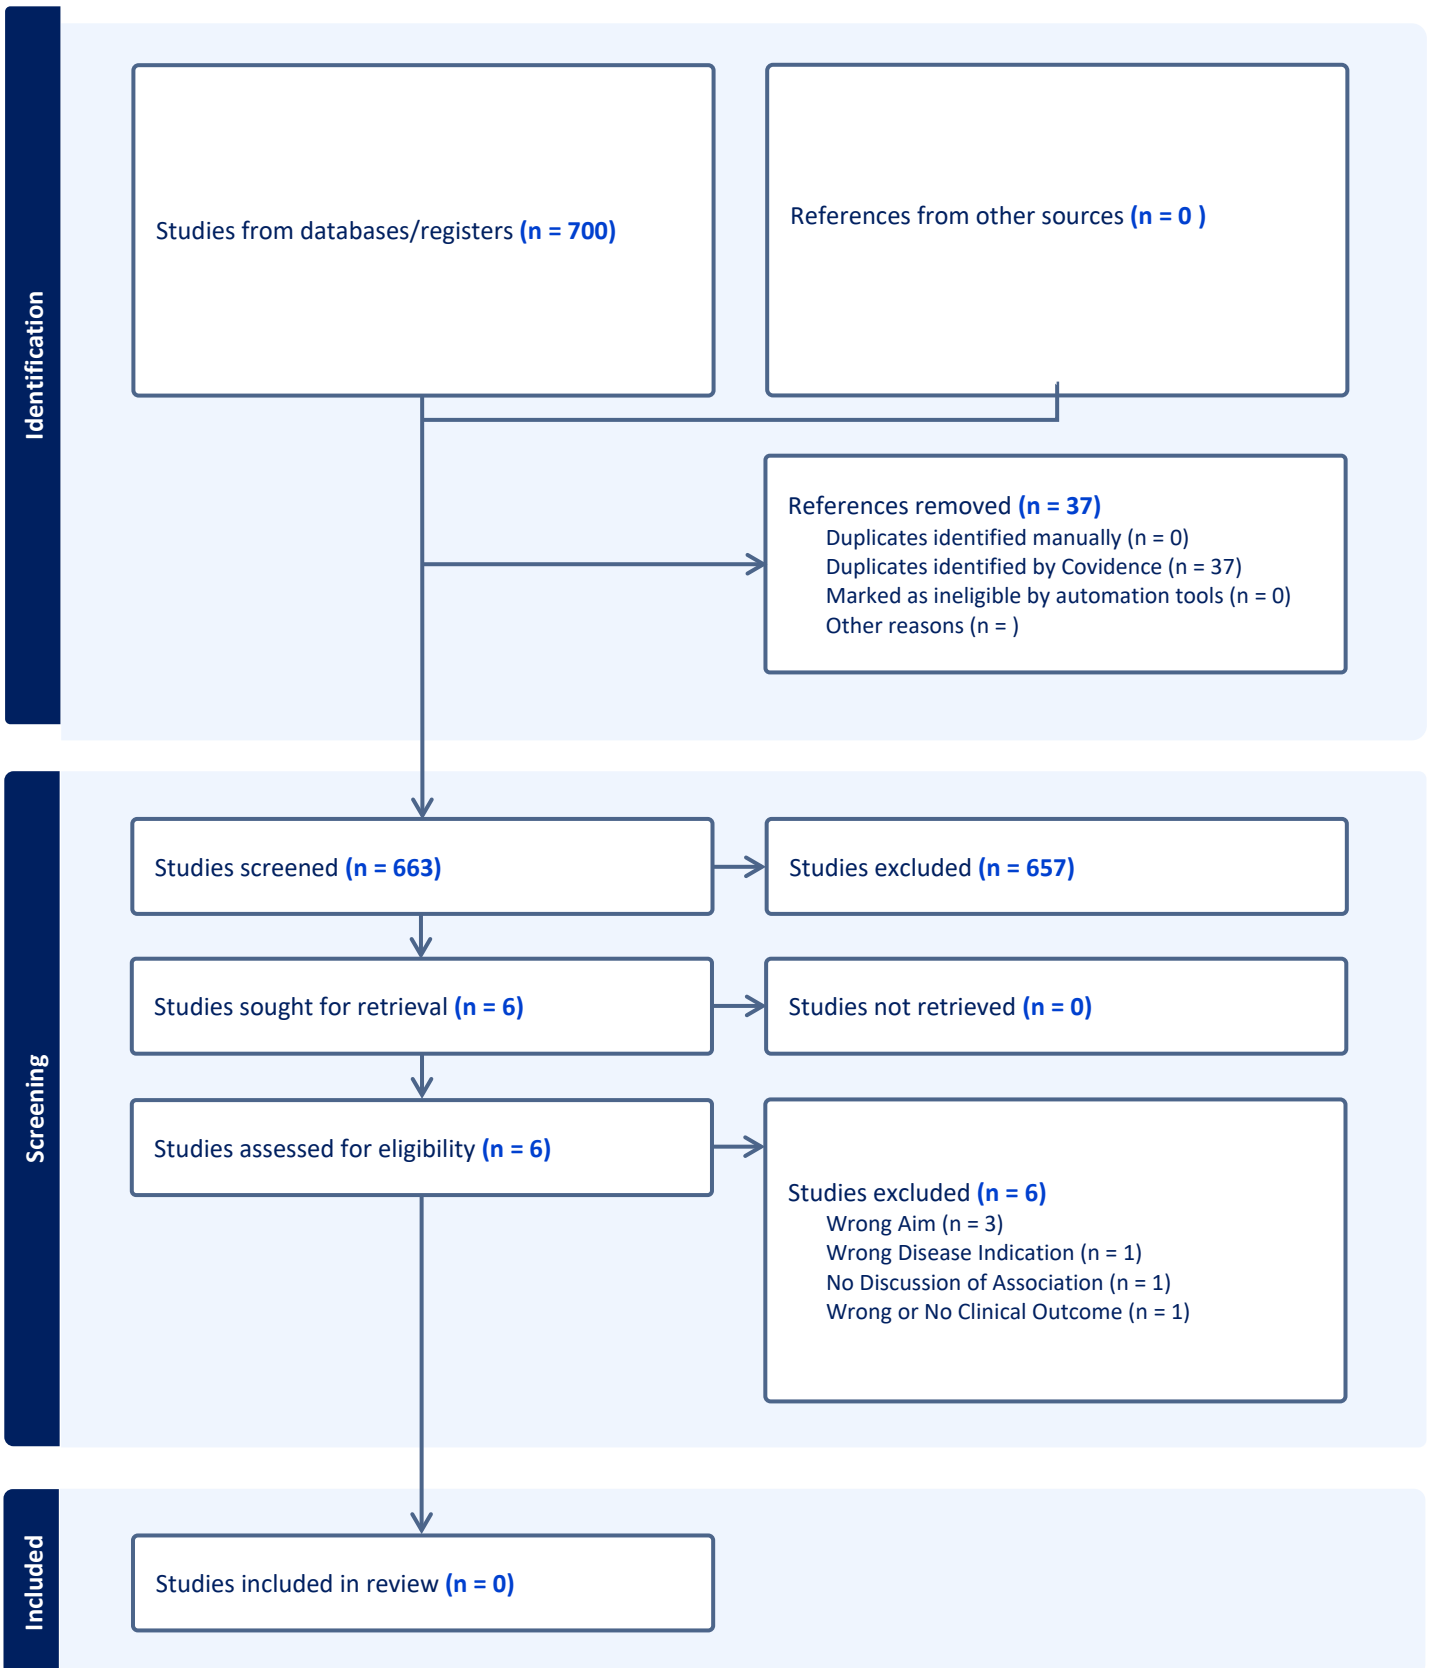 Identification
Studies from databases/registers (n = 700)
References from other sources (n = 0 )
References removed (n = 37)
Duplicates identified manually (n = 0)
Duplicates identified by Covidence (n = 37)
Marked as ineligible by automation tools (n = 0)
Other reasons (n = )
Screening
Studies screened (n = 663)
Studies excluded (n = 657)
Studies sought for retrieval (n = 6)
Studies not retrieved (n = 0)
Studies assessed for eligibility (n = 6)
Studies excluded (n = 6)
Wrong Aim (n = 3)
Wrong Disease Indication (n = 1)
No Discussion of Association (n = 1)
Wrong or No Clinical Outcome (n = 1)
Included
Studies included in review (n = 0)